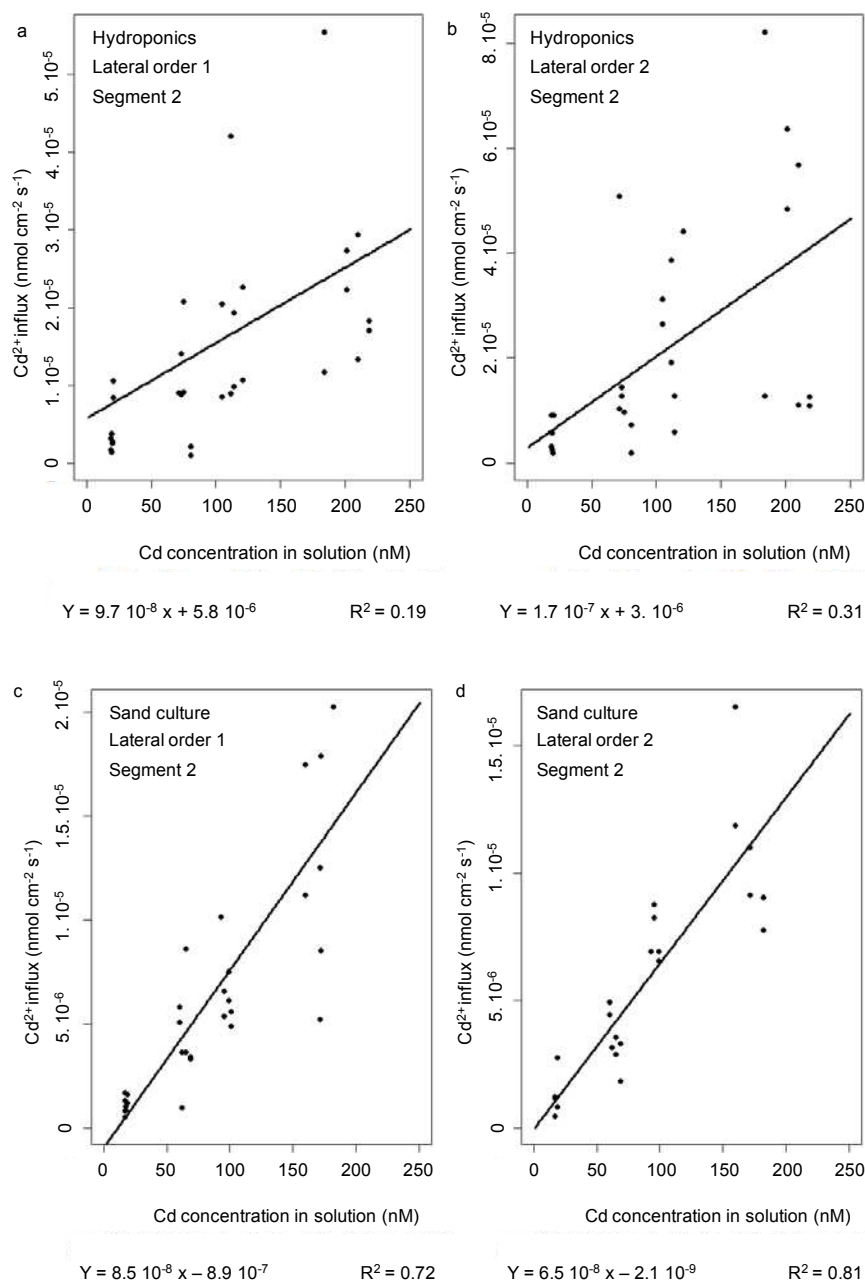 a
Hydroponics
Lateral order 1
Segment 2
Cd²⁺ influx (nmol cm⁻² s⁻¹)
5. 10⁻⁵
4. 10⁻⁵
3. 10⁻⁵
2. 10⁻⁵
1. 10⁻⁵
0
0 50 100 150 200 250
Cd concentration in solution (nM)
Y = 9.7 10⁻⁸ x + 5.8 10⁻⁶ R² = 0.19
b
Hydroponics
Lateral order 2
Segment 2
Cd²⁺ influx (nmol cm⁻² s⁻¹)
8. 10⁻⁵
6. 10⁻⁵
4. 10⁻⁵
2. 10⁻⁵
0
0 50 100 150 200 250
Cd concentration in solution (nM)
Y = 1.7 10⁻⁷ x + 3. 10⁻⁶ R² = 0.31
c
Sand culture
Lateral order 1
Segment 2
Cd²⁺ influx (nmol cm⁻² s⁻¹)
2. 10⁻⁵
1.5. 10⁻⁵
1. 10⁻⁵
5. 10⁻⁶
0
0 50 100 150 200 250
Cd concentration in solution (nM)
Y = 8.5 10⁻⁸ x – 8.9 10⁻⁷ R² = 0.72
d
Sand culture
Lateral order 2
Segment 2
Cd²⁺ influx (nmol cm⁻² s⁻¹)
1.5. 10⁻⁵
1. 10⁻⁵
5. 10⁻⁶
0
0 50 100 150 200 250
Cd concentration in solution (nM)
Y = 6.5 10⁻⁸ x – 2.1 10⁻⁹ R² = 0.81